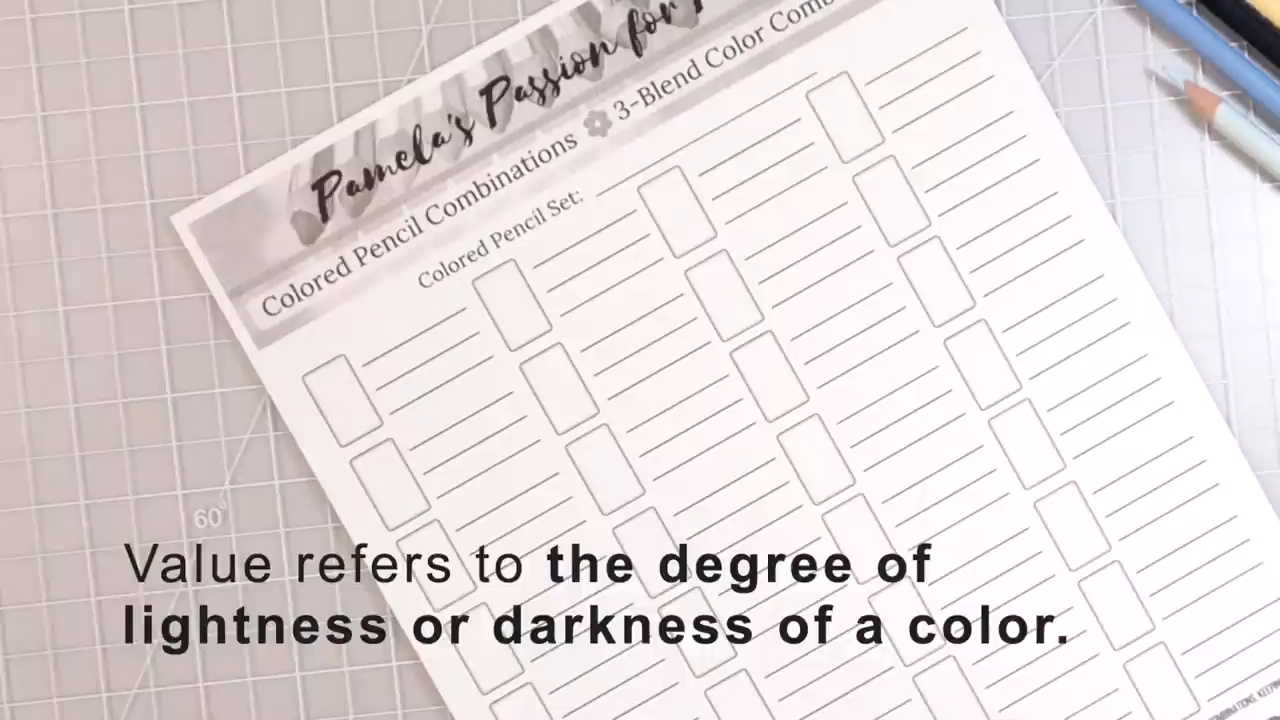 Pamela's Passion for
Colored Pencil Combinations 3-Blend Color
Colored Pencil Set:
60°
Value refers to the degree of
lightness or darkness of a color.